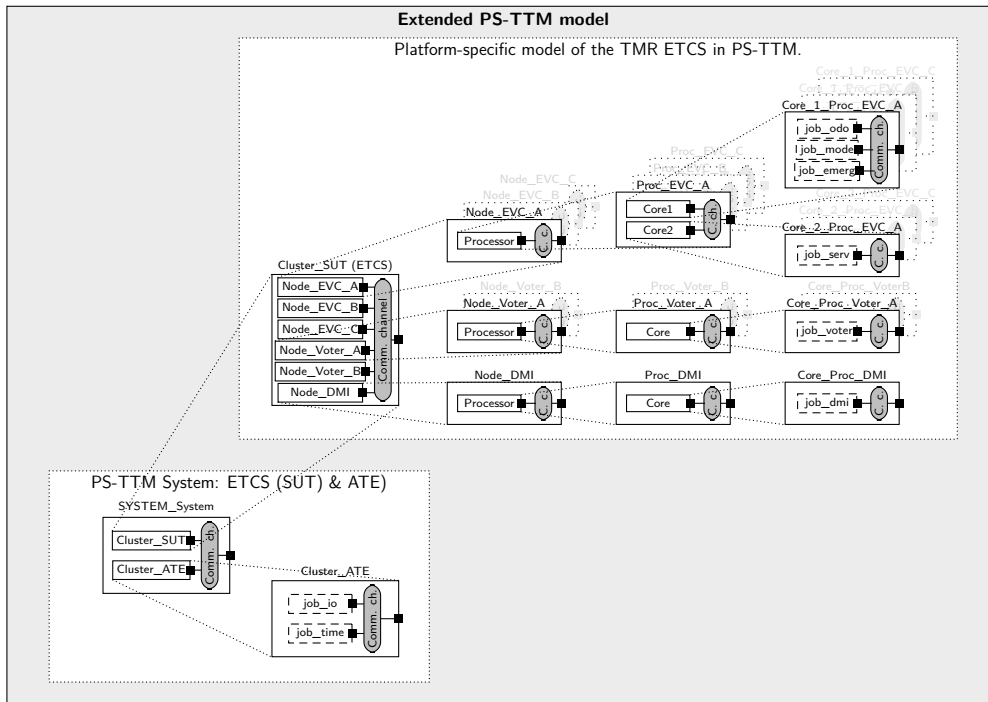 Extended PS-TTM model
Platform-specific model of the TMR ETCS in PS-TTM.
Core_1_Proc_EVC_C
Core_1_Proc_EVC_A
job_odo
job_mode
job_emerg
Comm. ch.
Proc_EVC_C
Proc_EVC_B
Proc_EVC_A
Core1
Core2
C. ch
Node_EVC_C
Node_EVC_B
Node_EVC_A
Processor
C. c.
Core_2_Proc_EVC_A
job_serv
C. c.
Cluster_SUT (ETCS)
Node_EVC_A
Node_EVC_B
Node_EVC_C
Node_Voter_A
Node_Voter_B
Node_DMI
Comm. channel
Node_Voter_B
Node_Voter_A
Processor
C. c.
Proc_Voter_B
Proc_Voter_A
Core
C. c.
Core_Proc_VoterB
Core_Proc_Voter_A
job_voter
C. c.
Node_DMI
Processor
C. c.
Proc_DMI
Core
C. c.
Core_Proc_DMI
job_dmi
C. c.
PS-TTM System: ETCS (SUT) & ATE)
SYSTEM_System
Cluster_SUT
Cluster_ATE
Comm. ch.
Cluster_ATE
job_io
job_time
Comm. ch.